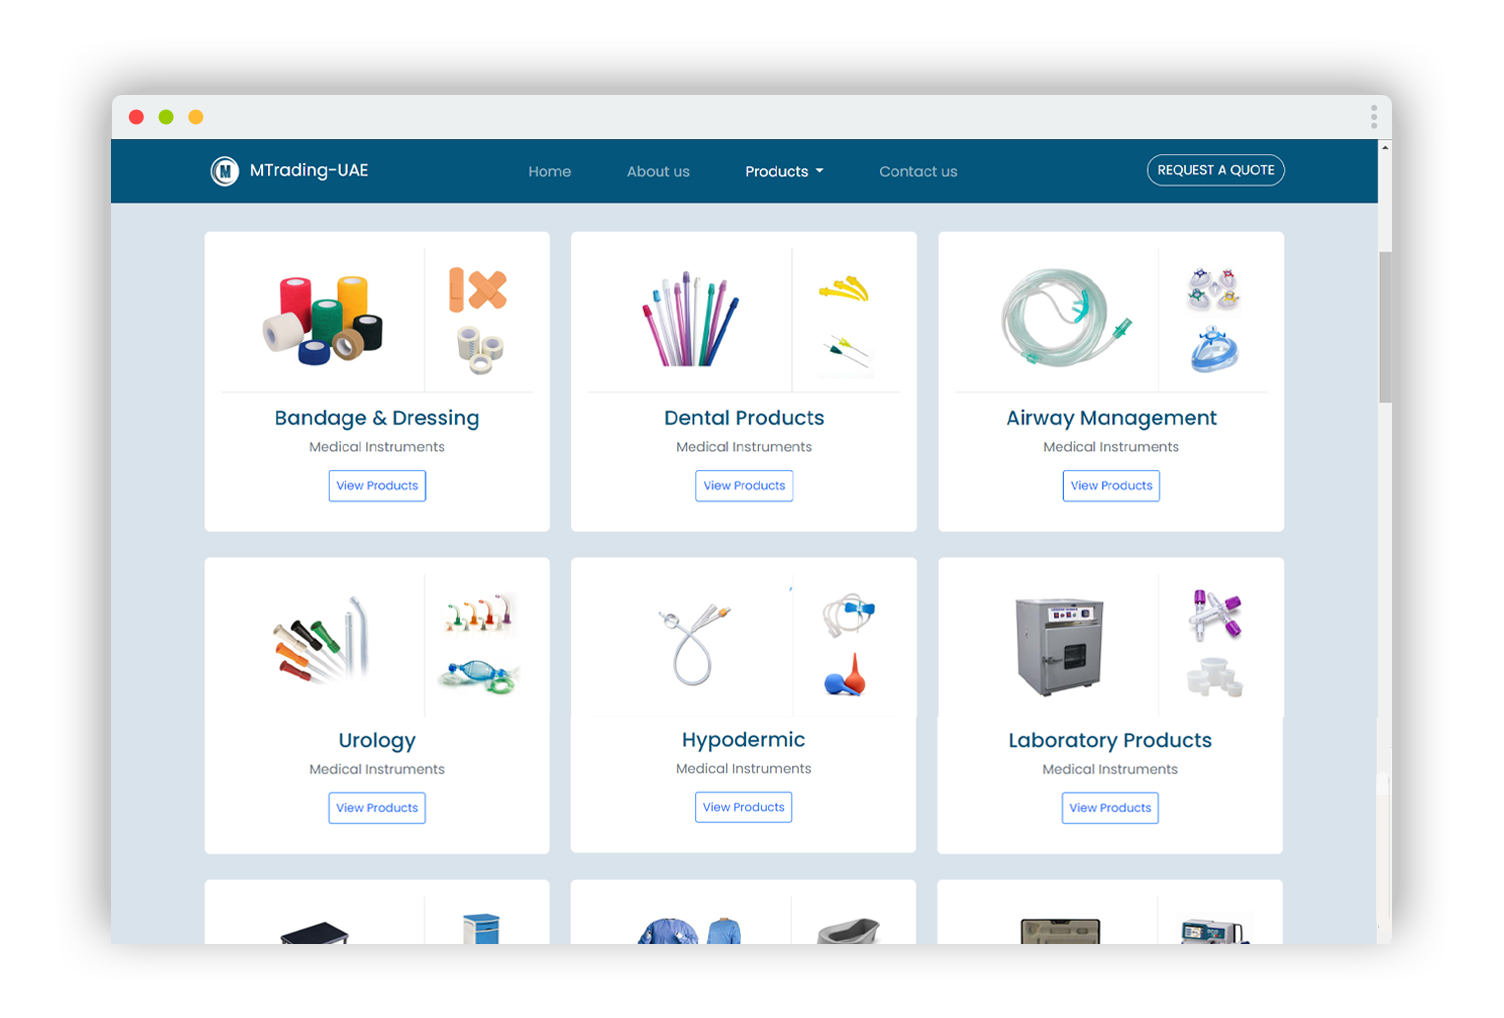 M MTrading-UAE Home About us Products Contact us REQUEST A QUOTE
Bandage & Dressing
Medical Instruments
View Products
Dental Products
Medical Instruments
View Products
Airway Management
Medical Instruments
View Products
Urology
Medical Instruments
View Products
Hypodermic
Medical Instruments
View Products
Laboratory Products
Medical Instruments
View Products